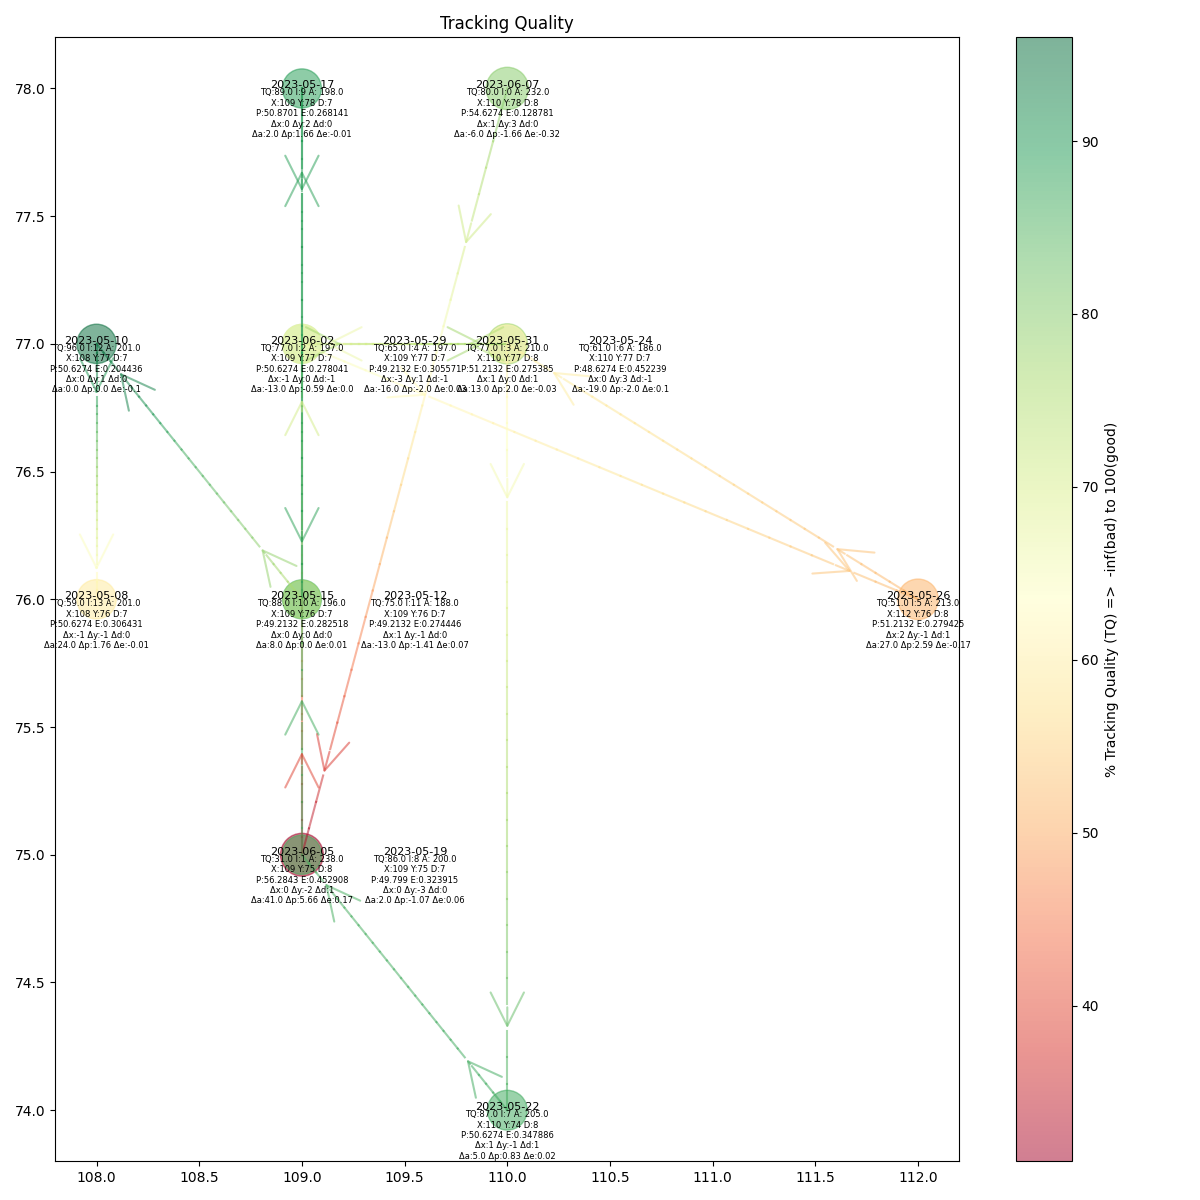 Tracking Quality
2023-05-17
TQ:89.0 I:9 A: 198.0
X:109 Y:78 D:7
P:50.8701 E:0.268141
Δx:0 Δy:2 Δd:0
Δa:2.0 Δp:1.66 Δe:-0.01
2023-06-07
TQ:80.0 I:0 A: 232.0
X:110 Y:78 D:8
P:54.6274 E:0.128781
Δx:1 Δy:3 Δd:0
Δa:-6.0 Δp:-1.66 Δe:-0.32
2023-05-10
TQ:96.0 I:12 A: 201.0
X:108 Y:77 D:7
P:50.6274 E:0.204436
Δx:0 Δy:1 Δd:0
Δa:0.0 Δp:0.0 Δe:-0.1
2023-06-02
TQ:77.0 I:2 A: 197.0
X:109 Y:77 D:7
P:50.6274 E:0.278041
Δx:-1 Δy:0 Δd:-1
Δa:-13.0 Δp:-0.59 Δe:0.0
2023-05-29
TQ:65.0 I:4 A: 197.0
X:109 Y:77 D:7
P:49.2132 E:0.305571
Δx:-3 Δy:1 Δd:-1
Δa:-16.0 Δp:-2.0 Δe:0.03
2023-05-31
TQ:77.0 I:3 A: 210.0
X:110 Y:77 D:8
P:51.2132 E:0.275385
Δx:1 Δy:0 Δd:1
Δa:13.0 Δp:2.0 Δe:-0.03
2023-05-24
TQ:61.0 I:6 A: 186.0
X:110 Y:77 D:7
P:48.6274 E:0.452239
Δx:0 Δy:3 Δd:-1
Δa:-19.0 Δp:-2.0 Δe:0.1
2023-05-08
TQ:59.0 I:13 A: 201.0
X:108 Y:76 D:7
P:50.6274 E:0.306431
Δx:-1 Δy:-1 Δd:0
Δa:24.0 Δp:1.76 Δe:-0.01
2023-05-15
TQ:88.0 I:10 A: 196.0
X:109 Y:76 D:7
P:49.2132 E:0.282518
Δx:0 Δy:0 Δd:0
Δa:8.0 Δp:0.0 Δe:0.01
2023-05-12
TQ:75.0 I:11 A: 188.0
X:109 Y:76 D:7
P:49.2132 E:0.274446
Δx:1 Δy:-1 Δd:0
Δa:-13.0 Δp:-1.41 Δe:0.07
2023-05-26
TQ:51.0 I:5 A: 213.0
X:112 Y:76 D:8
P:51.2132 E:0.279425
Δx:2 Δy:-1 Δd:1
Δa:27.0 Δp:2.59 Δe:-0.17
2023-06-05
TQ:31.0 I:1 A: 238.0
X:109 Y:75 D:8
P:56.2843 E:0.452908
Δx:0 Δy:-2 Δd:1
Δa:41.0 Δp:5.66 Δe:0.17
2023-05-19
TQ:86.0 I:8 A: 200.0
X:109 Y:75 D:7
P:49.799 E:0.323915
Δx:0 Δy:-3 Δd:0
Δa:2.0 Δp:-1.07 Δe:0.06
2023-05-22
TQ:87.0 I:7 A: 205.0
X:110 Y:74 D:8
P:50.6274 E:0.347886
Δx:1 Δy:-1 Δd:1
Δa:5.0 Δp:0.83 Δe:0.02
78.0
77.5
77.0
76.5
76.0
75.5
75.0
74.5
74.0
108.0
108.5
109.0
109.5
110.0
110.5
111.0
111.5
112.0
90
80
70
60
50
40
% Tracking Quality (TQ) => -inf(bad) to 100(good)